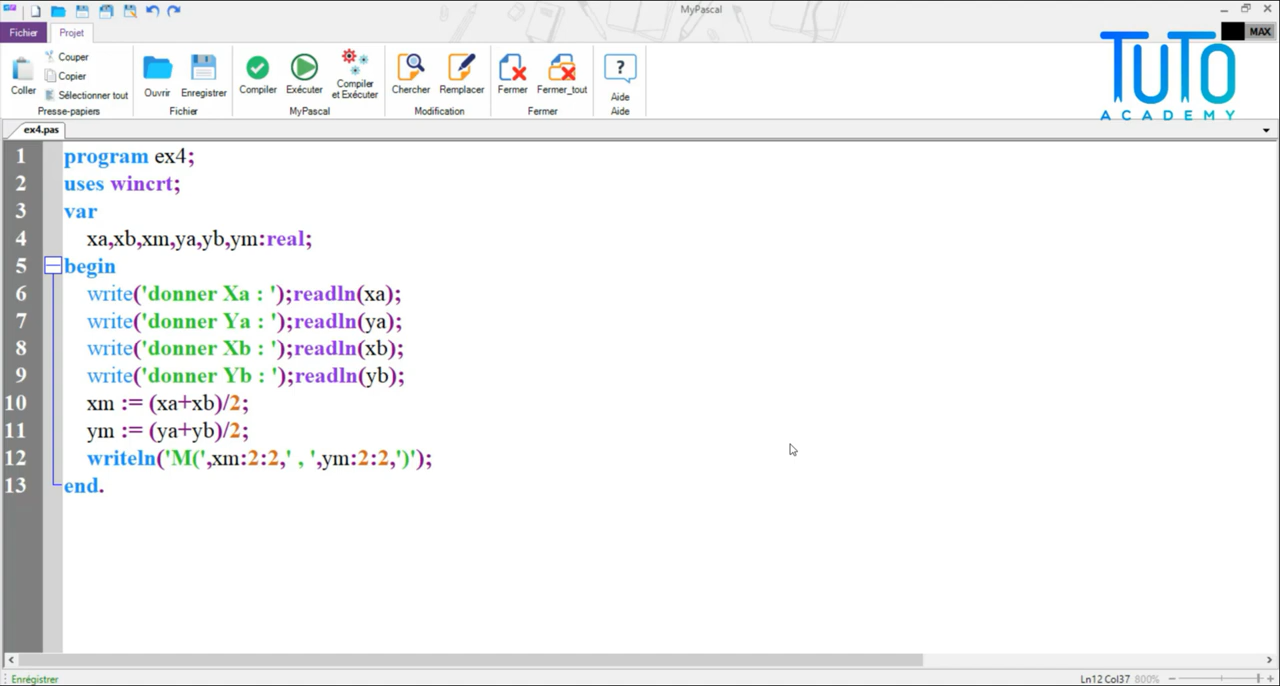 MyPascal
Fichier Projet
MAX
TUTO
ACADEMY
Coller
Couper
Copier
Sélectionner tout
Presse-papiers
Ouvrir
Enregistrer
Fichier
Compiler
Exécuter
Compiler
et Exécuter
MyPascal
Chercher
Remplacer
Modification
Fermer
Fermer_tout
Fermer
Aide
Aide
ex4.pas
1 program ex4;
2 uses wincrt;
3 var
4 xa,xb,xm,ya,yb,ym:real;
5 begin
6 write('donner Xa : ');readln(xa);
7 write('donner Ya : ');readln(ya);
8 write('donner Xb : ');readln(xb);
9 write('donner Yb : ');readln(yb);
10 xm := (xa+xb)/2;
11 ym := (ya+yb)/2;
12 writeln('M(',xm:2:2,' , ',ym:2:2,')');
13 end.
Enrégistrer
Ln12 Col37 800%